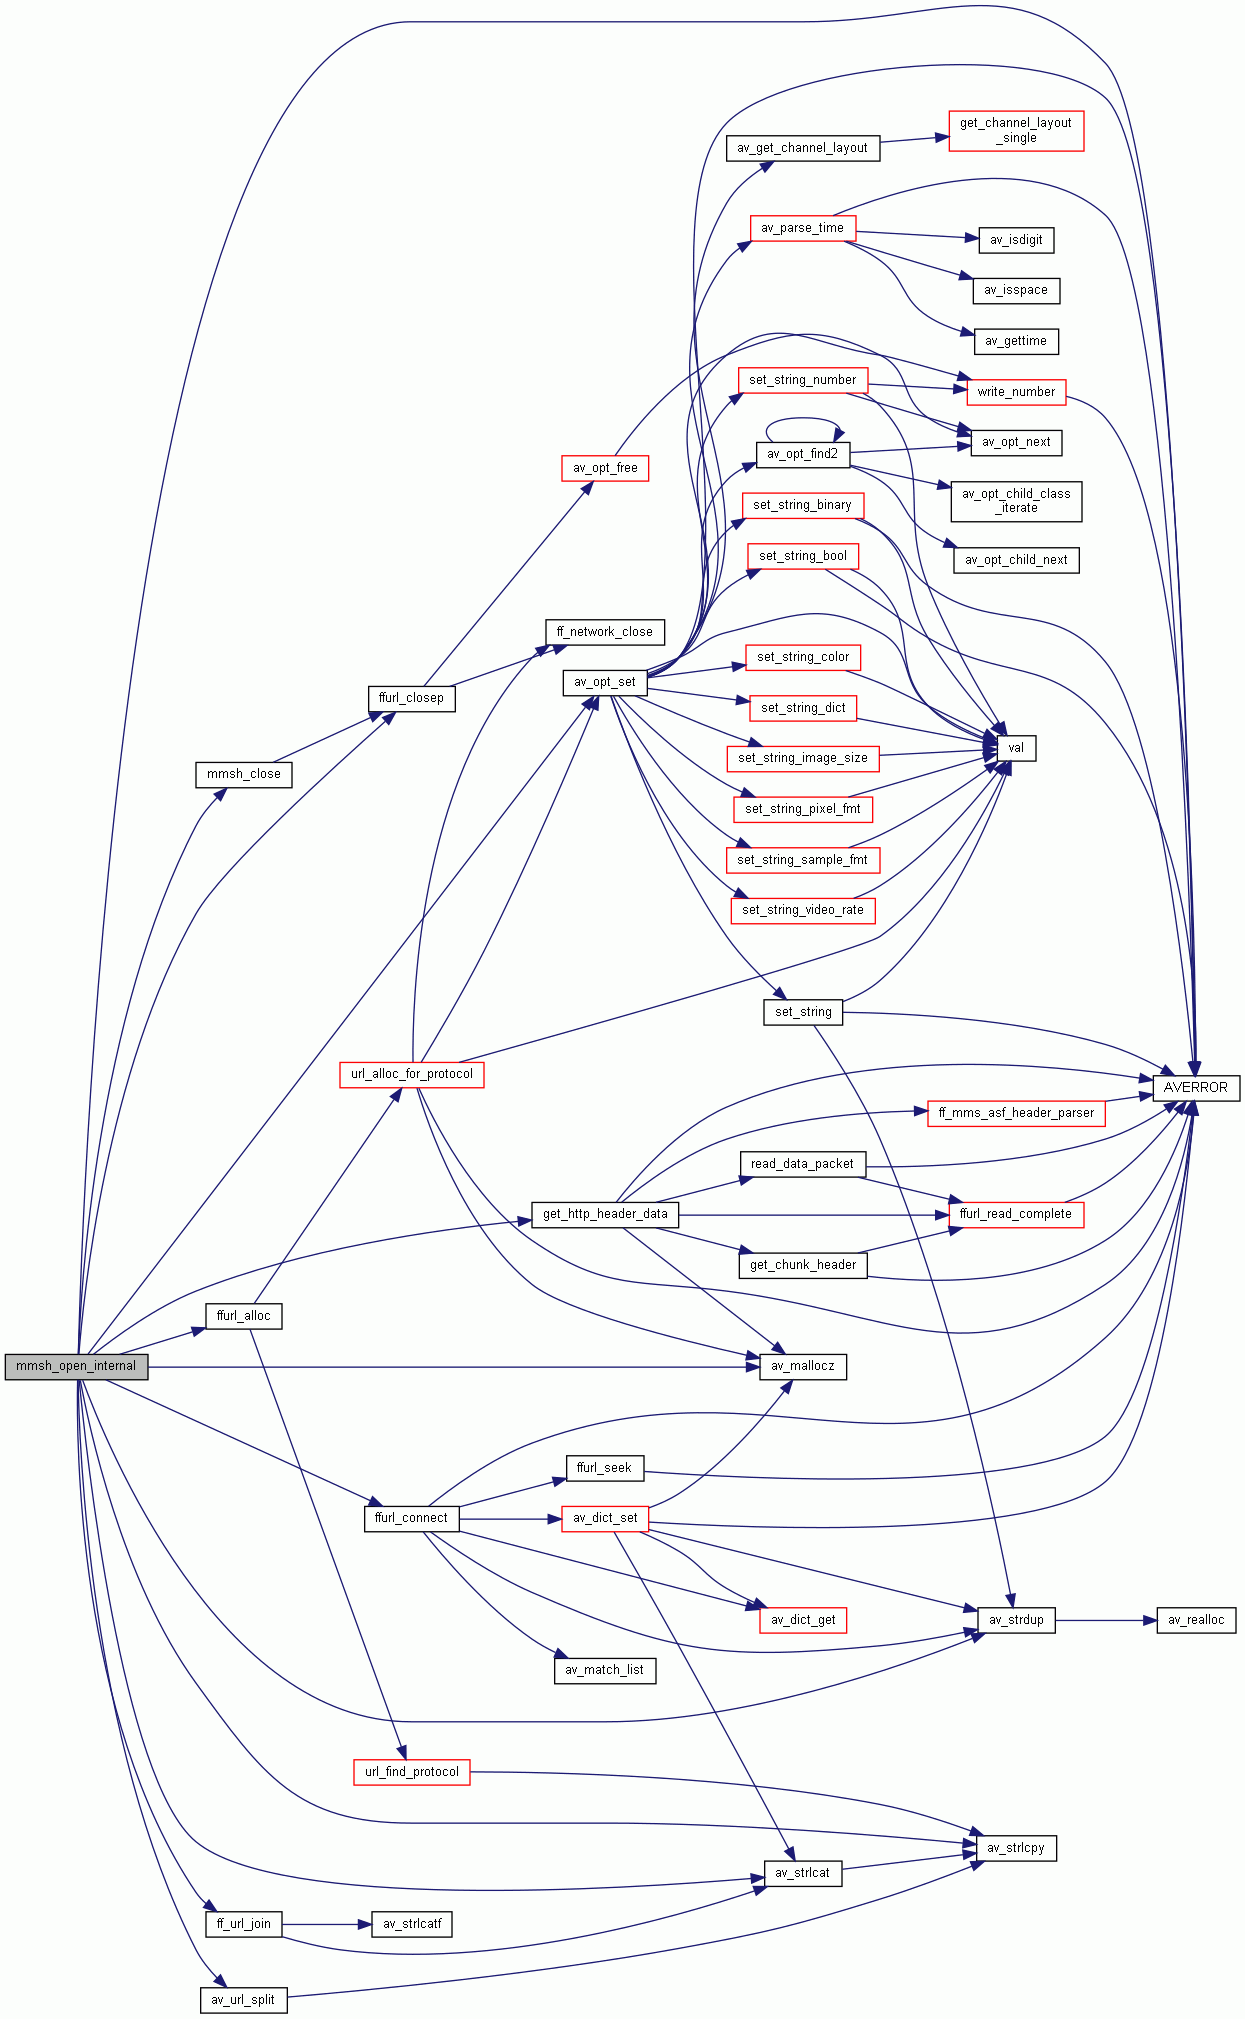 get_channel_layout
_single
av_get_channel_layout
av_parse_time
av_isdigit
av_isspace
av_gettime
set_string_number
write_number
av_opt_next
av_opt_find2
av_opt_free
av_opt_child_class
_iterate
set_string_binary
set_string_bool
av_opt_child_next
ff_network_close
set_string_color
av_opt_set
ffurl_closep
set_string_dict
val
set_string_image_size
mmsh_close
set_string_pixel_fmt
set_string_sample_fmt
set_string_video_rate
set_string
url_alloc_for_protocol
AVERROR
ff_mms_asf_header_parser
read_data_packet
get_http_header_data
ffurl_read_complete
get_chunk_header
ffurl_alloc
mmsh_open_internal
av_mallocz
ffurl_seek
ffurl_connect
av_dict_set
av_dict_get
av_strdup
av_realloc
av_match_list
url_find_protocol
av_strlcpy
av_strlcat
ff_url_join
av_strlcatf
av_url_split